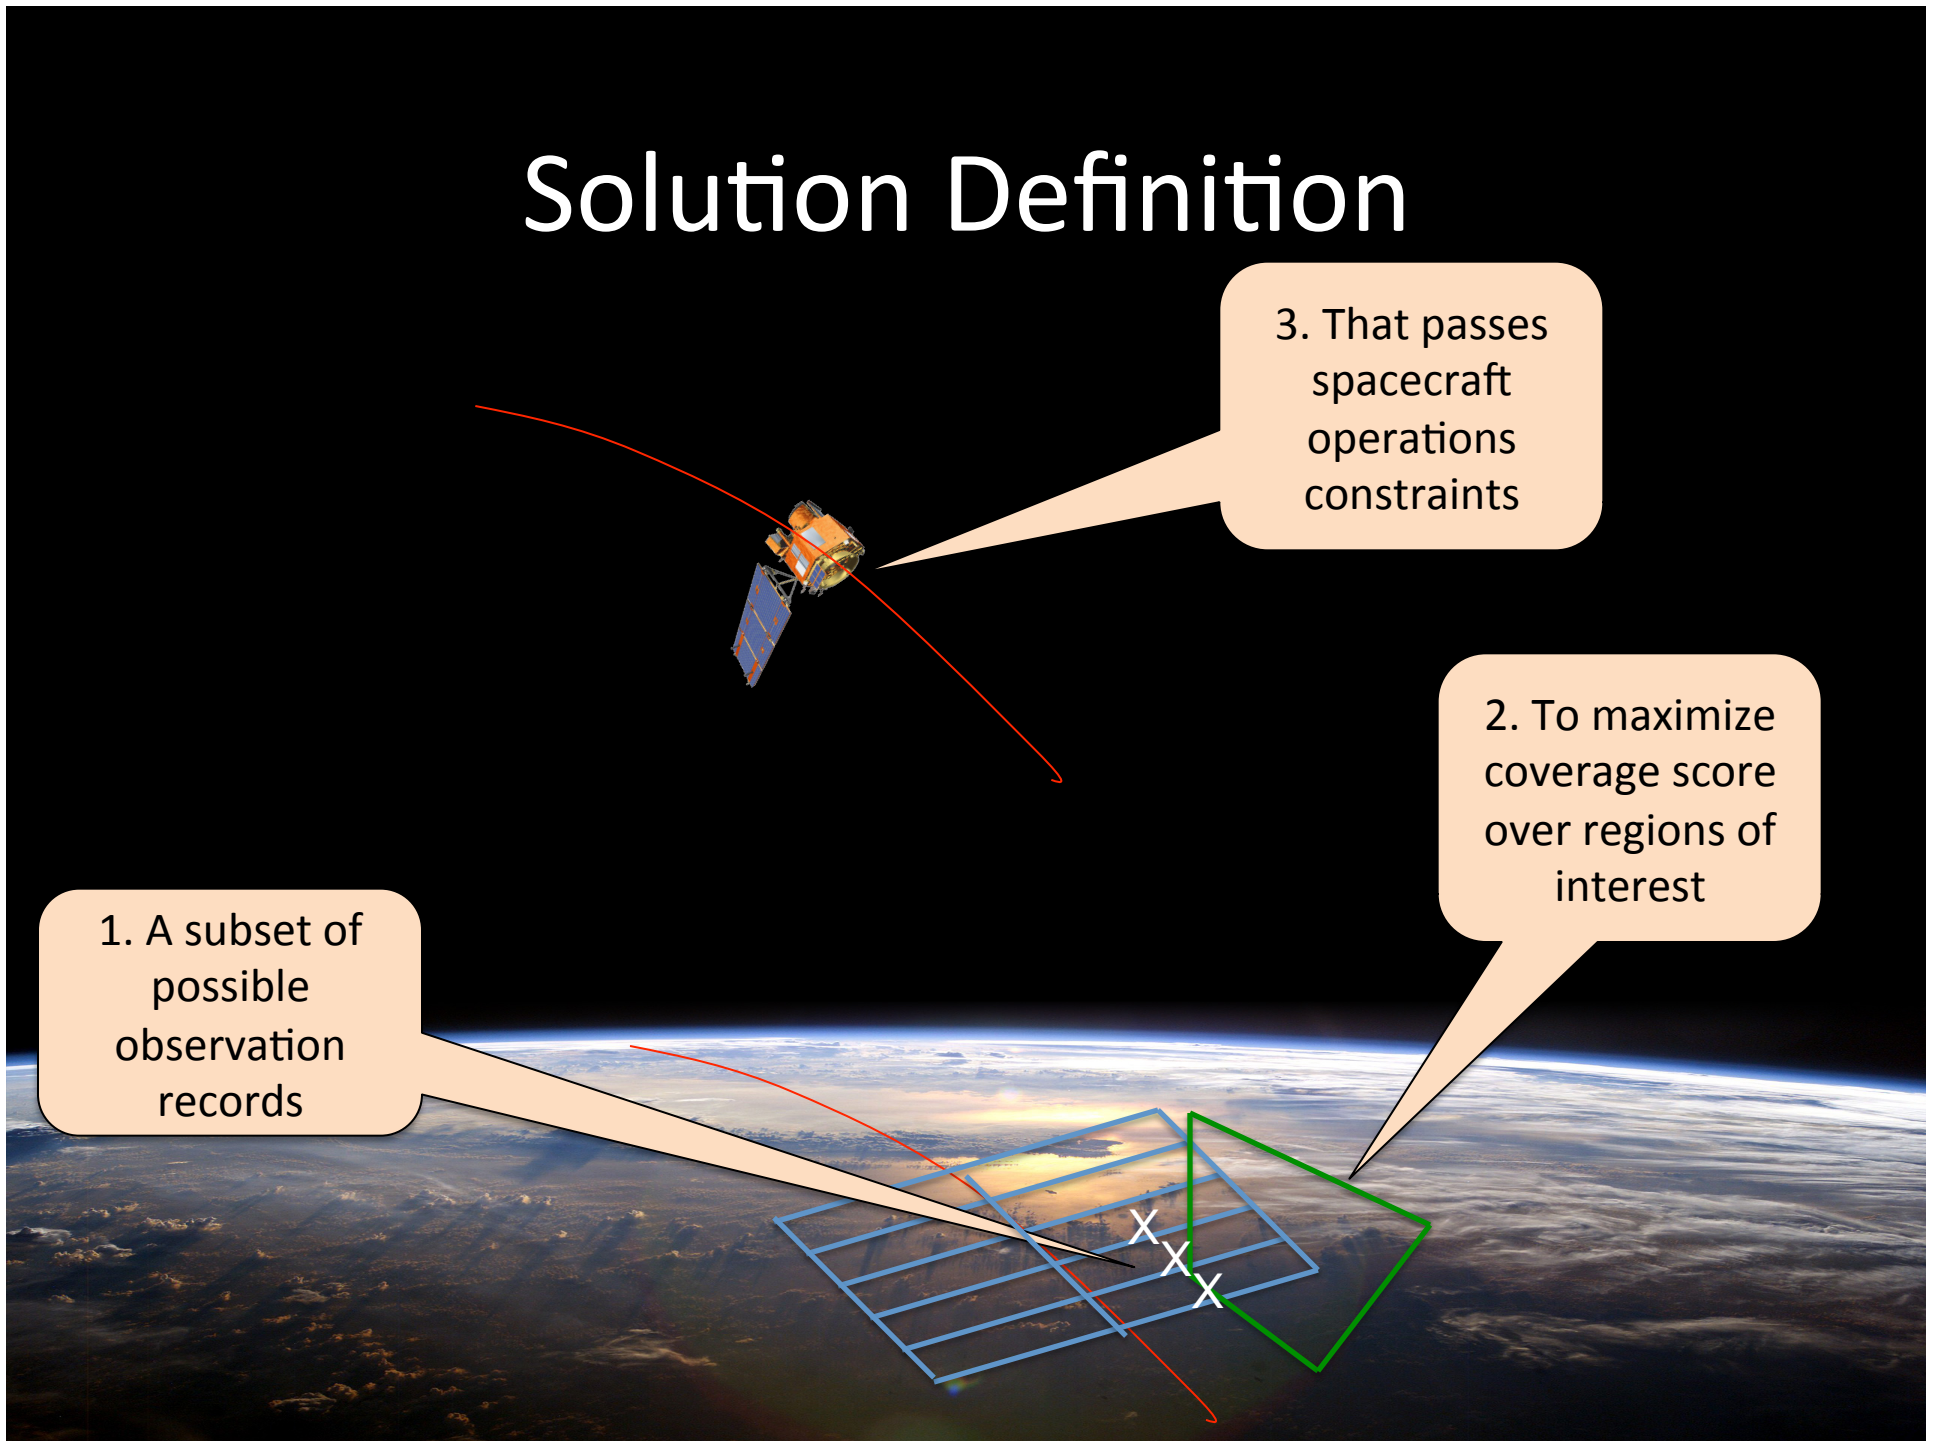 Solution Definition
3. That passes
spacecraft
operations
constraints
2. To maximize
coverage score
over regions of
interest
1. A subset of
possible
observation
records
X
X
X